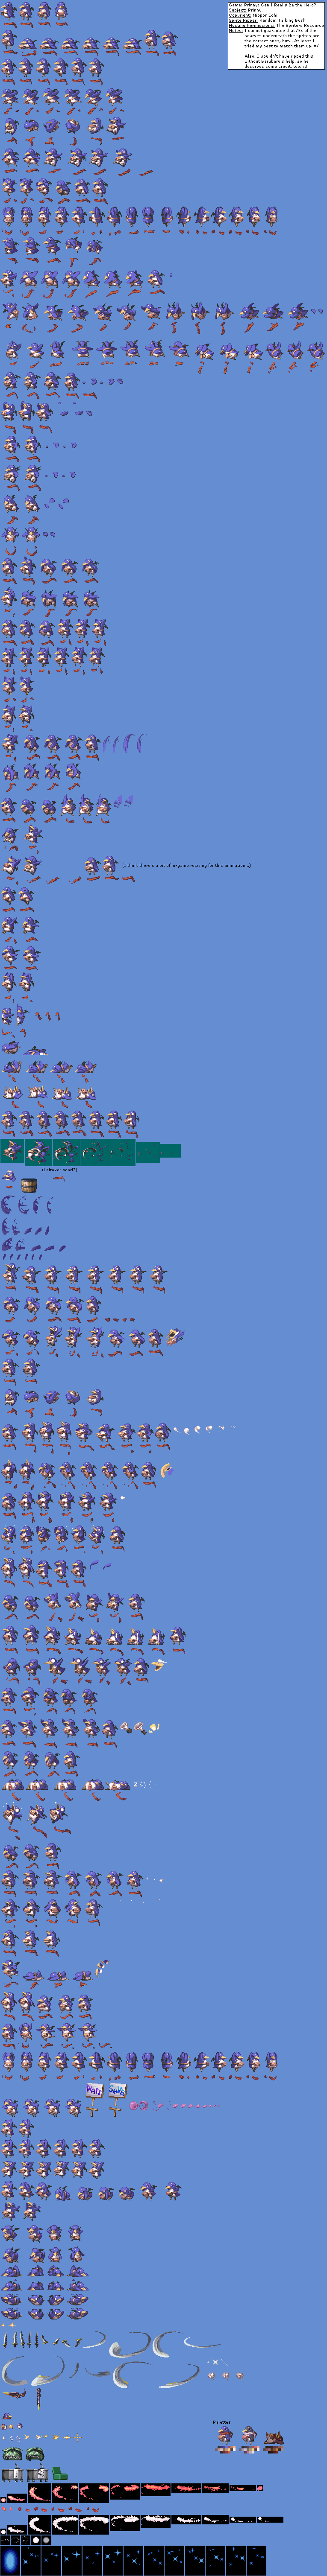 Game: Prinny: Can I Really Be the Hero?
Subject: Prinny
Copyright: Nippon Ichi
Sprite Ripper: Random Talking Bush
Hosting Permissions: The Spriters Resource
Notes: I cannot guarantee that ALL of the
scarves underneath the sprites are
the correct ones, but... At least I
tried my best to match them up. =/
Also, I wouldn't have ripped this
without Barubary's help, so he
deserves some credit, too. :3
(I think there's a bit of in-game resizing for this animation...)
(Leftover scarf?)
Wait
Save
Palettes